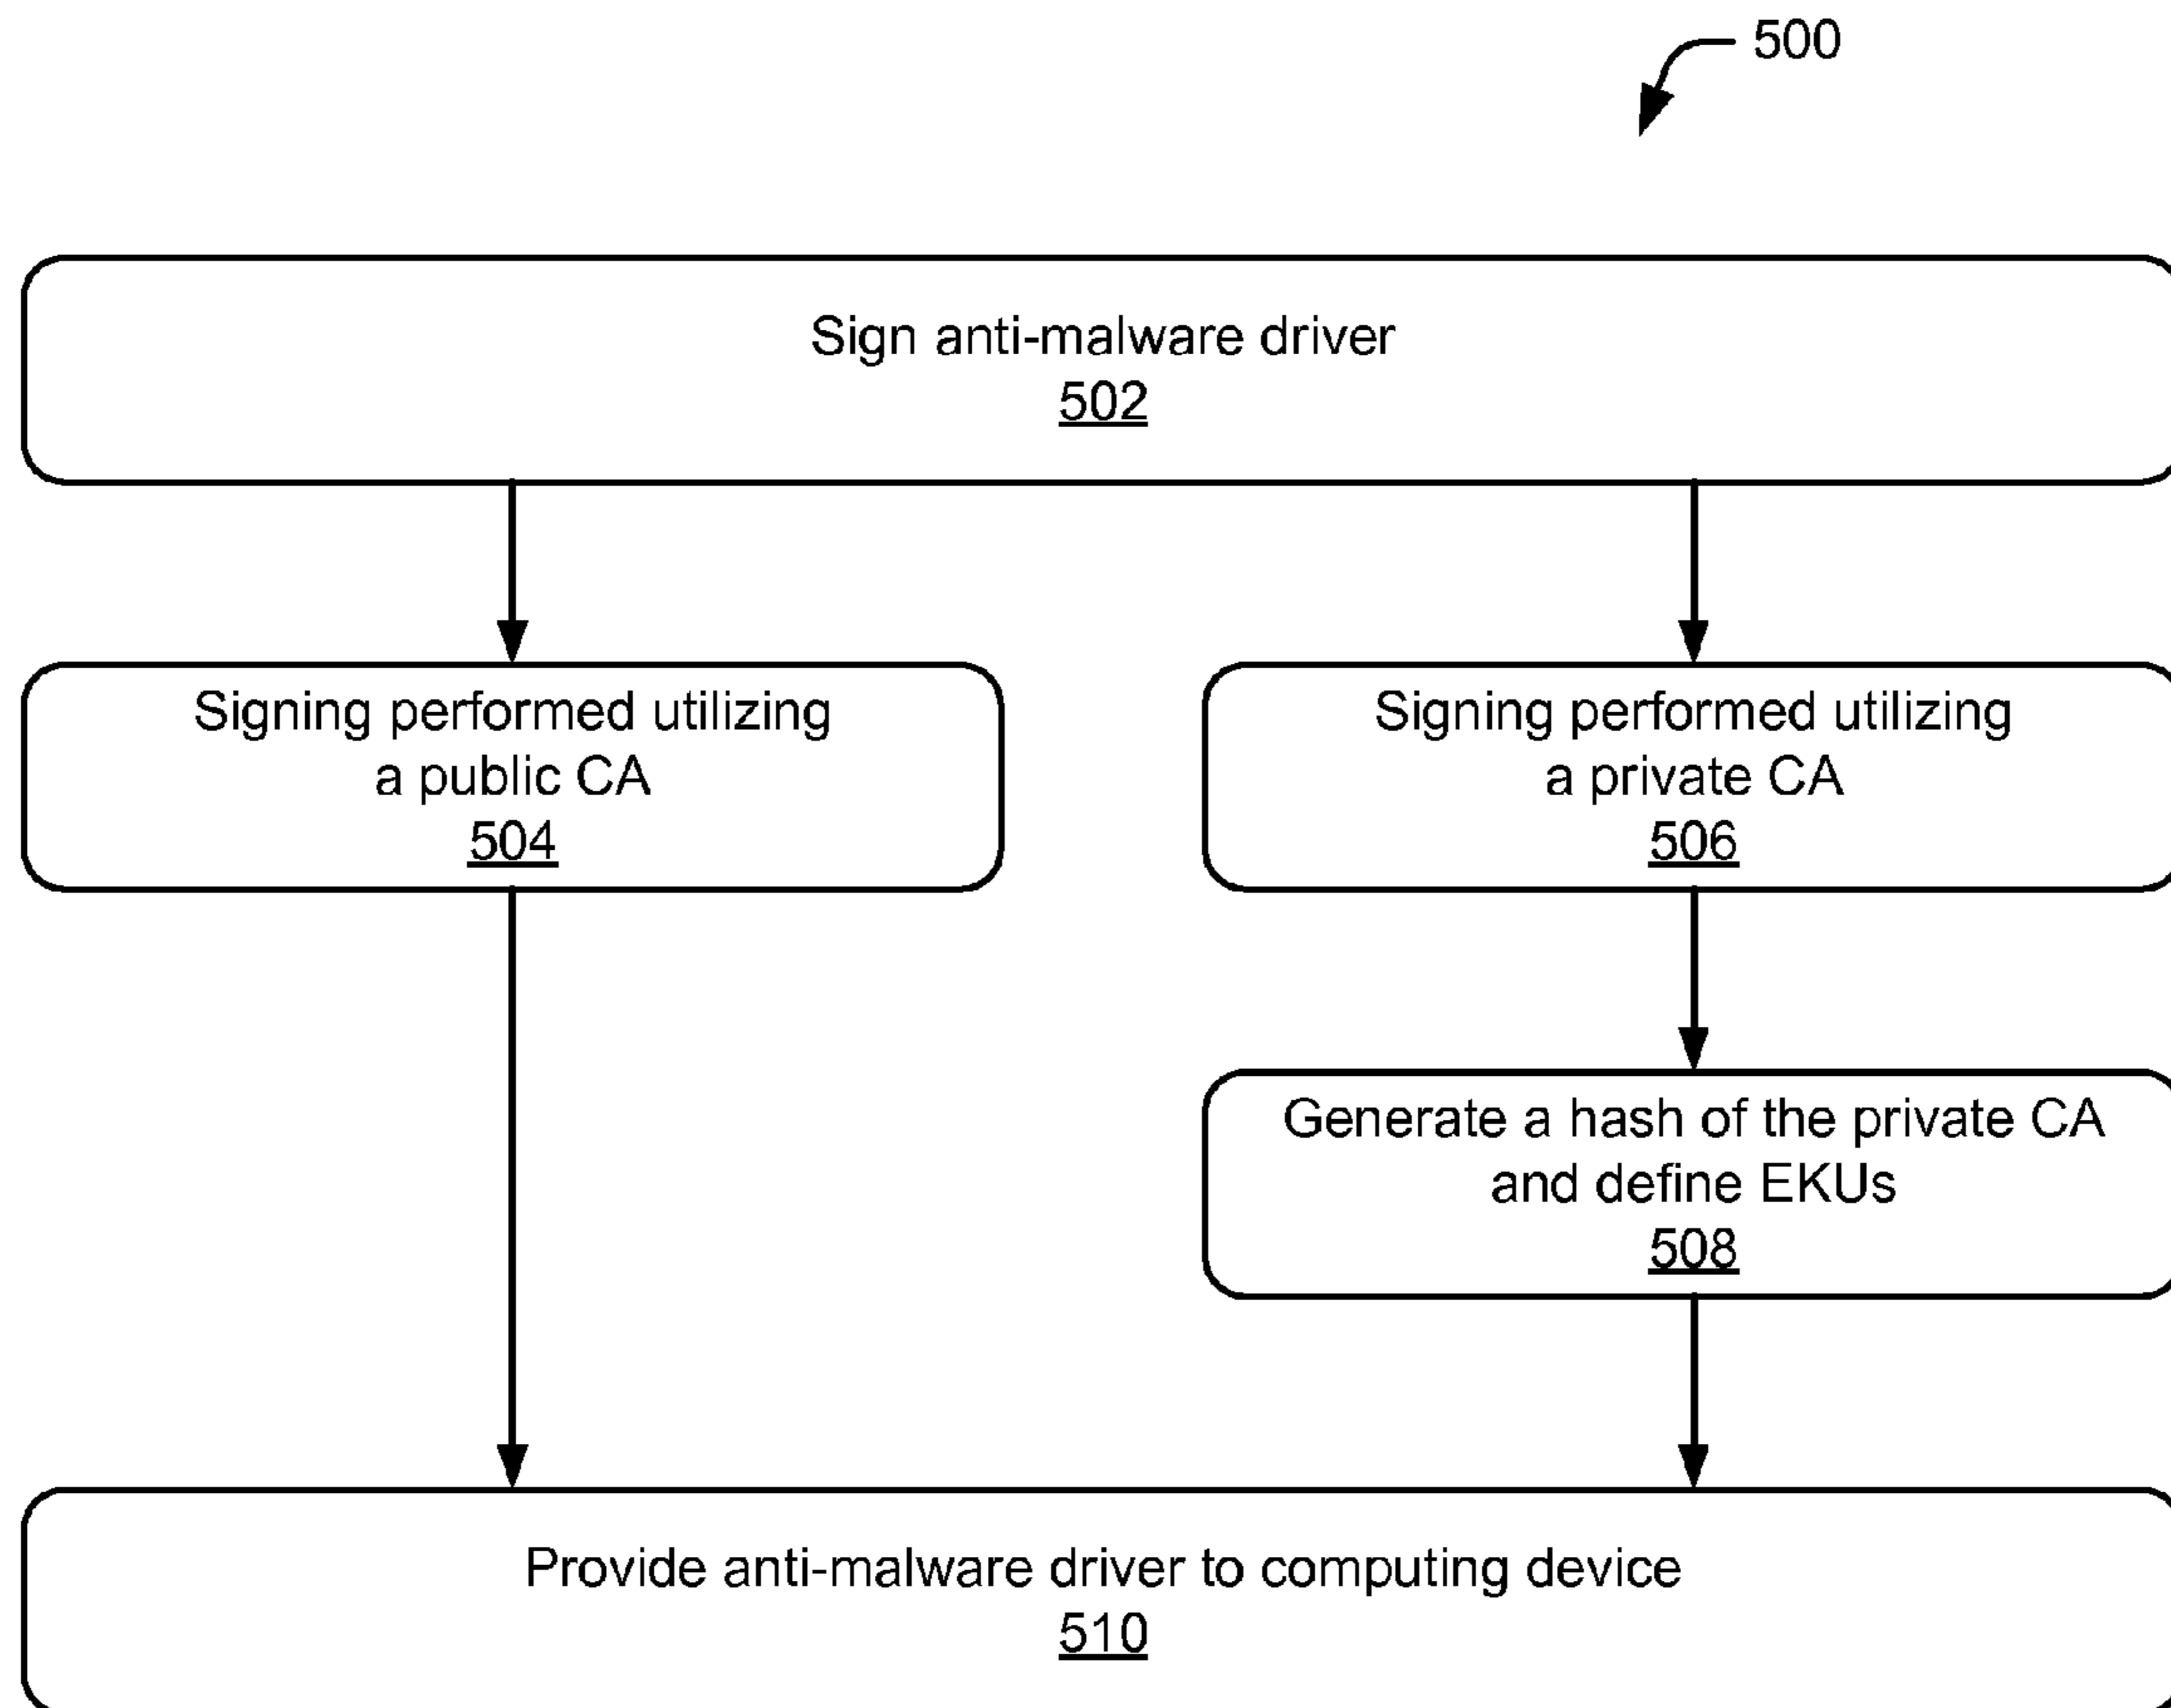 500
Sign anti-malware driver
502
Signing performed utilizing
a public CA
504
Signing performed utilizing
a private CA
506
Generate a hash of the private CA
and define EKUs
508
Provide anti-malware driver to computing device
510